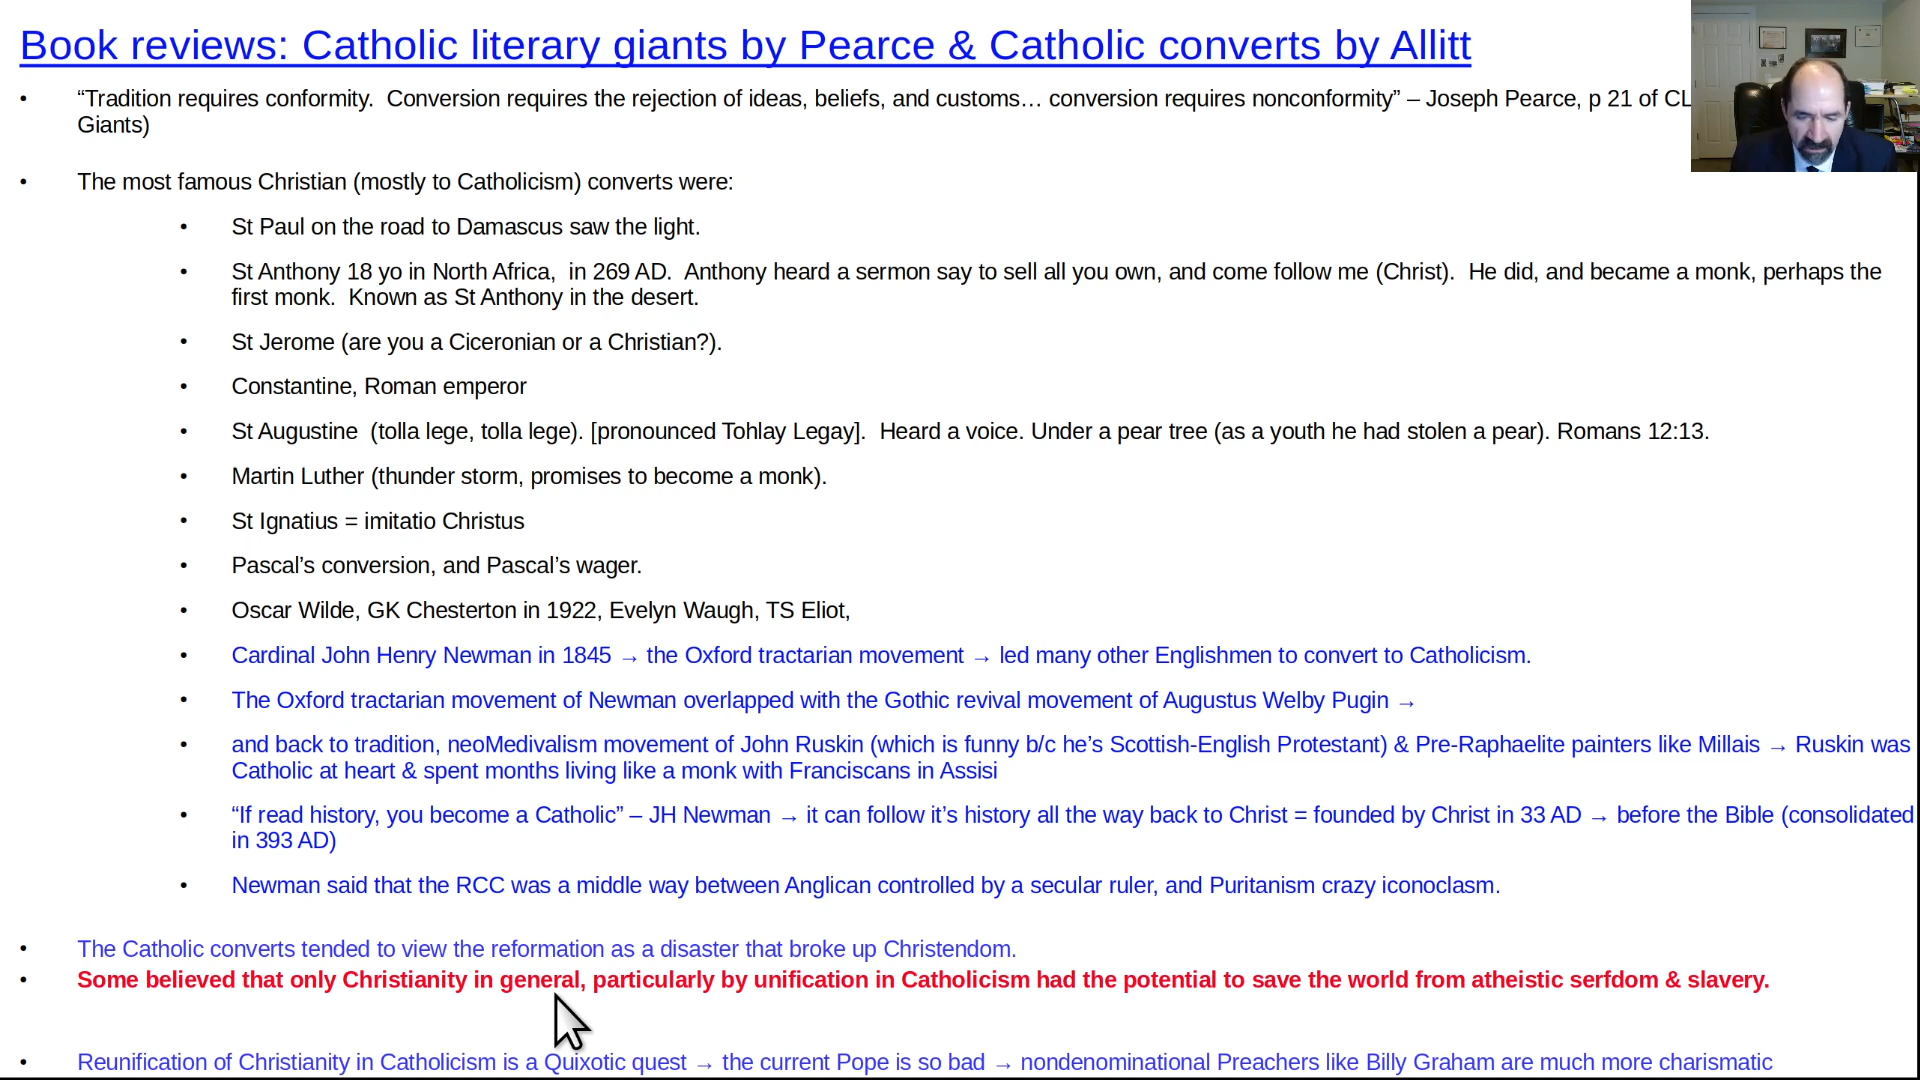 Book reviews: Catholic literary giants by Pearce & Catholic converts by Allitt
• “Tradition requires conformity.  Conversion requires the rejection of ideas, beliefs, and customs… conversion requires nonconformity” – Joseph Pearce, p 21 of CL
Giants)
• The most famous Christian (mostly to Catholicism) converts were:
• St Paul on the road to Damascus saw the light.
• St Anthony 18 yo in North Africa,  in 269 AD.  Anthony heard a sermon say to sell all you own, and come follow me (Christ).  He did, and became a monk, perhaps the
first monk.  Known as St Anthony in the desert.
• St Jerome (are you a Ciceronian or a Christian?).
• Constantine, Roman emperor
• St Augustine  (tolla lege, tolla lege). [pronounced Tohlay Legay].  Heard a voice. Under a pear tree (as a youth he had stolen a pear). Romans 12:13.
• Martin Luther (thunder storm, promises to become a monk).
• St Ignatius = imitatio Christus
• Pascal’s conversion, and Pascal’s wager.
• Oscar Wilde, GK Chesterton in 1922, Evelyn Waugh, TS Eliot,
• Cardinal John Henry Newman in 1845 → the Oxford tractarian movement → led many other Englishmen to convert to Catholicism.
• The Oxford tractarian movement of Newman overlapped with the Gothic revival movement of Augustus Welby Pugin →
• and back to tradition, neoMedivalism movement of John Ruskin (which is funny b/c he’s Scottish-English Protestant) & Pre-Raphaelite painters like Millais → Ruskin was
Catholic at heart & spent months living like a monk with Franciscans in Assisi
• “If read history, you become a Catholic” – JH Newman → it can follow it’s history all the way back to Christ = founded by Christ in 33 AD → before the Bible (consolidated
in 393 AD)
• Newman said that the RCC was a middle way between Anglican controlled by a secular ruler, and Puritanism crazy iconoclasm.
• The Catholic converts tended to view the reformation as a disaster that broke up Christendom.
• Some believed that only Christianity in general, particularly by unification in Catholicism had the potential to save the world from atheistic serfdom & slavery.
• Reunification of Christianity in Catholicism is a Quixotic quest → the current Pope is so bad → nondenominational Preachers like Billy Graham are much more charismatic